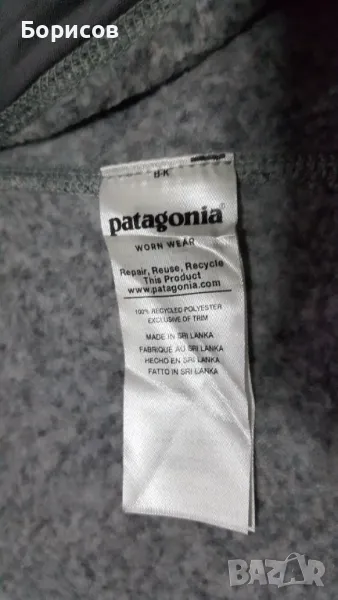 Борисов
B-K
patagonia®
WORN WEAR
Repair, Reuse, Recycle
This Product
www.patagonia.com
100% RECYCLED POLYESTER
EXCLUSIVE OF TRIM
MADE IN SRI LANKA
FABRIQUE AU SRI LANKA
HECHO EN SRI LANKA
FATTO IN SRI LANKA
BAZAR